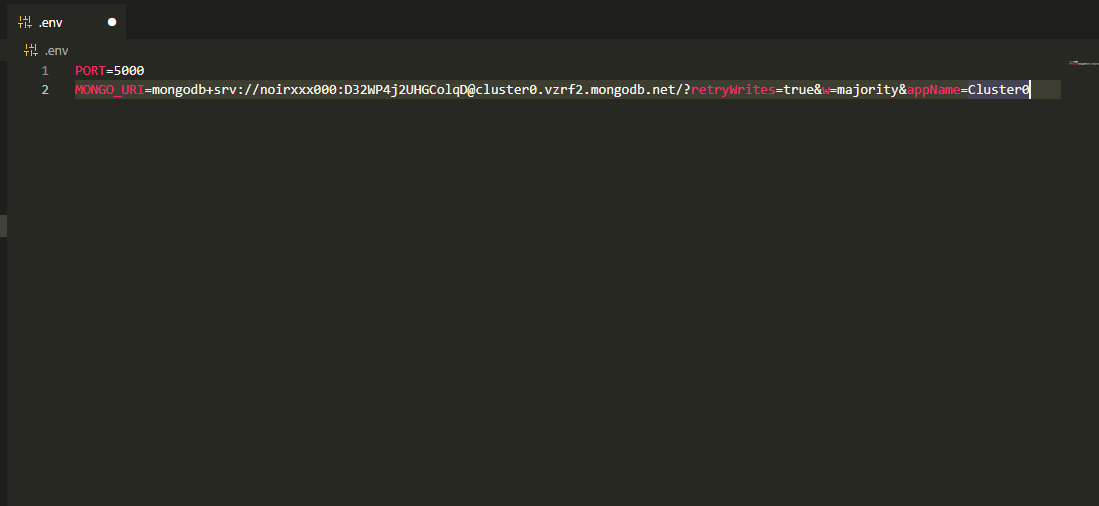 .env
.env
1 PORT=5000
2 MONGO_URI=mongodb+srv://noirxxx000:D32WP4j2UHGColqD@cluster0.vzrf2.mongodb.net/?retryWrites=true&w=majority&appName=Cluster0